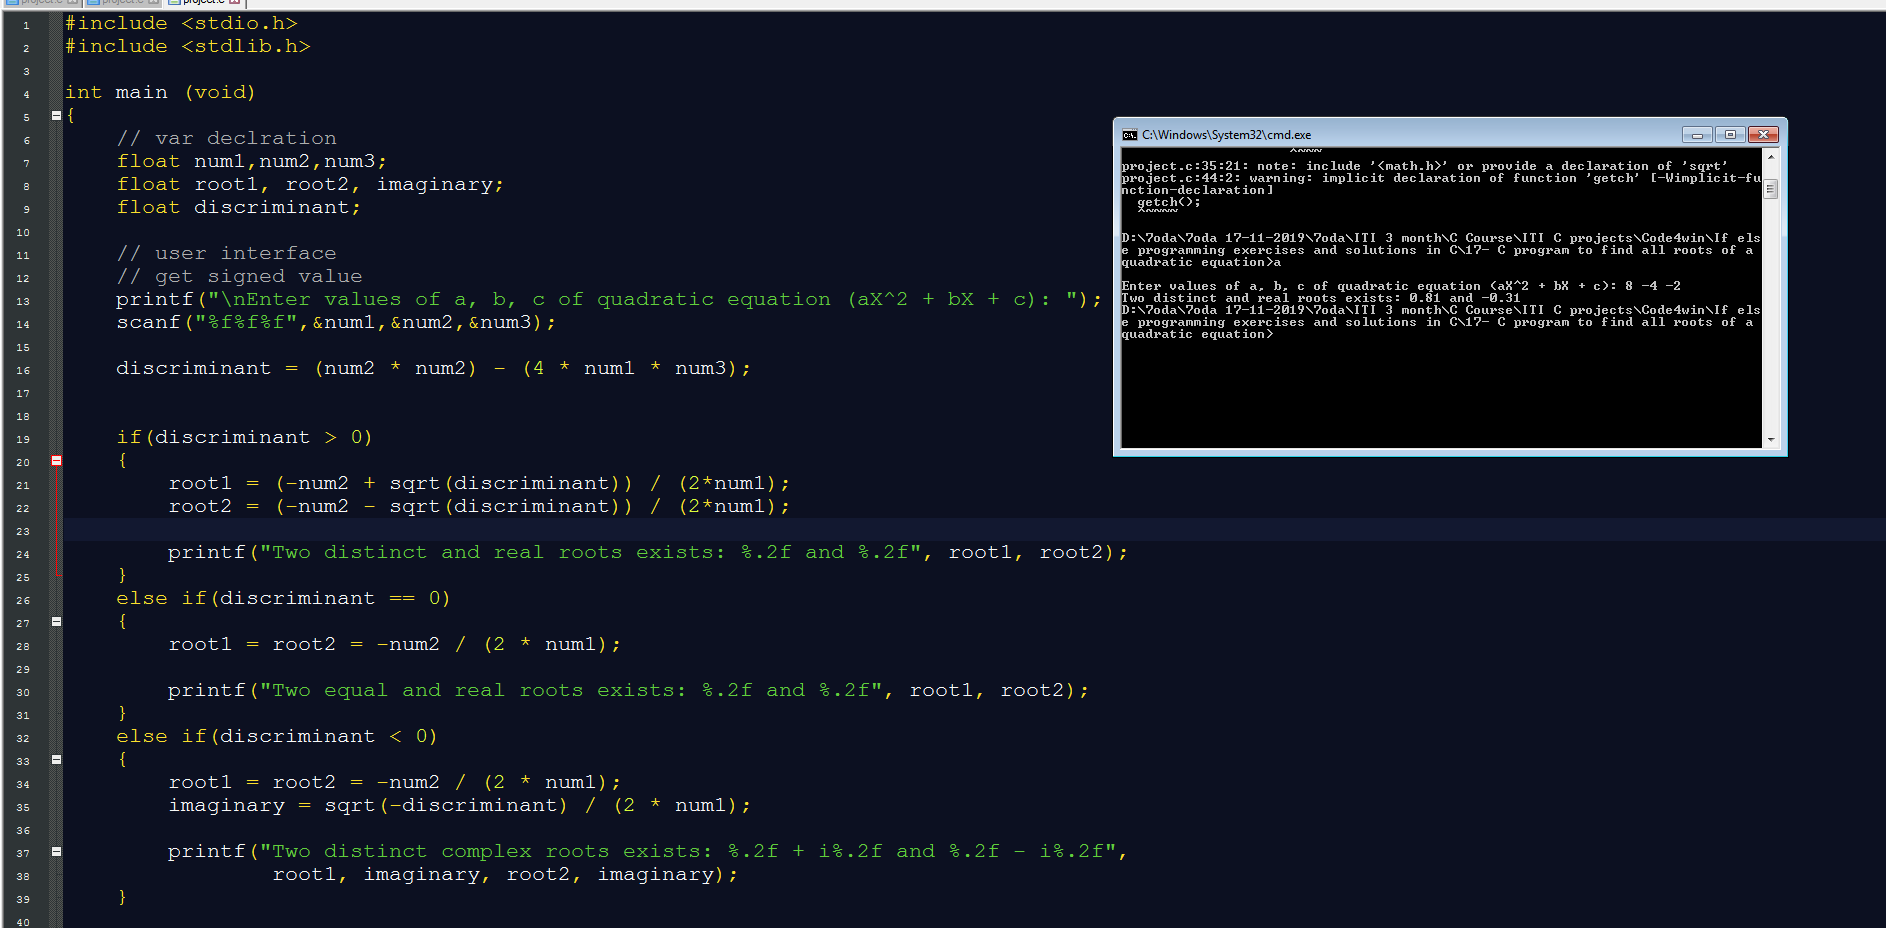 project.c project.c project.c
1 #include <stdio.h>
2 #include <stdlib.h>
3
4 int main (void)
5 {
6 // var declration
7 float num1,num2,num3;
8 float root1, root2, imaginary;
9 float discriminant;
10
11 // user interface
12 // get signed value
13 printf("\nEnter values of a, b, c of quadratic equation (aX^2 + bX + c): ");
14 scanf("%f%f%f",&num1,&num2,&num3);
15
16 discriminant = (num2 * num2) - (4 * num1 * num3);
17
18
19 if(discriminant > 0)
20 {
21 root1 = (-num2 + sqrt(discriminant)) / (2*num1);
22 root2 = (-num2 - sqrt(discriminant)) / (2*num1);
23
24 printf("Two distinct and real roots exists: %.2f and %.2f", root1, root2);
25 }
26 else if(discriminant == 0)
27 {
28 root1 = root2 = -num2 / (2 * num1);
29
30 printf("Two equal and real roots exists: %.2f and %.2f", root1, root2);
31 }
32 else if(discriminant < 0)
33 {
34 root1 = root2 = -num2 / (2 * num1);
35 imaginary = sqrt(-discriminant) / (2 * num1);
36
37 printf("Two distinct complex roots exists: %.2f + i%.2f and %.2f - i%.2f",
38 root1, imaginary, root2, imaginary);
39 }
40
C:\Windows\System32\cmd.exe
^~~~
project.c:35:21: note: include '<math.h>' or provide a declaration of 'sqrt'
project.c:44:2: warning: implicit declaration of function 'getch' [-Wimplicit-fu
nction-declaration]
getch();
^~~~~
D:\7oda\7oda 17-11-2019\7oda\ITI 3 month\C Course\ITI C projects\Code4win\If els
e programming exercises and solutions in C\17- C program to find all roots of a
quadratic equation>a
Enter values of a, b, c of quadratic equation (aX^2 + bX + c): 8 -4 -2
Two distinct and real roots exists: 0.81 and -0.31
D:\7oda\7oda 17-11-2019\7oda\ITI 3 month\C Course\ITI C projects\Code4win\If els
e programming exercises and solutions in C\17- C program to find all roots of a
quadratic equation>